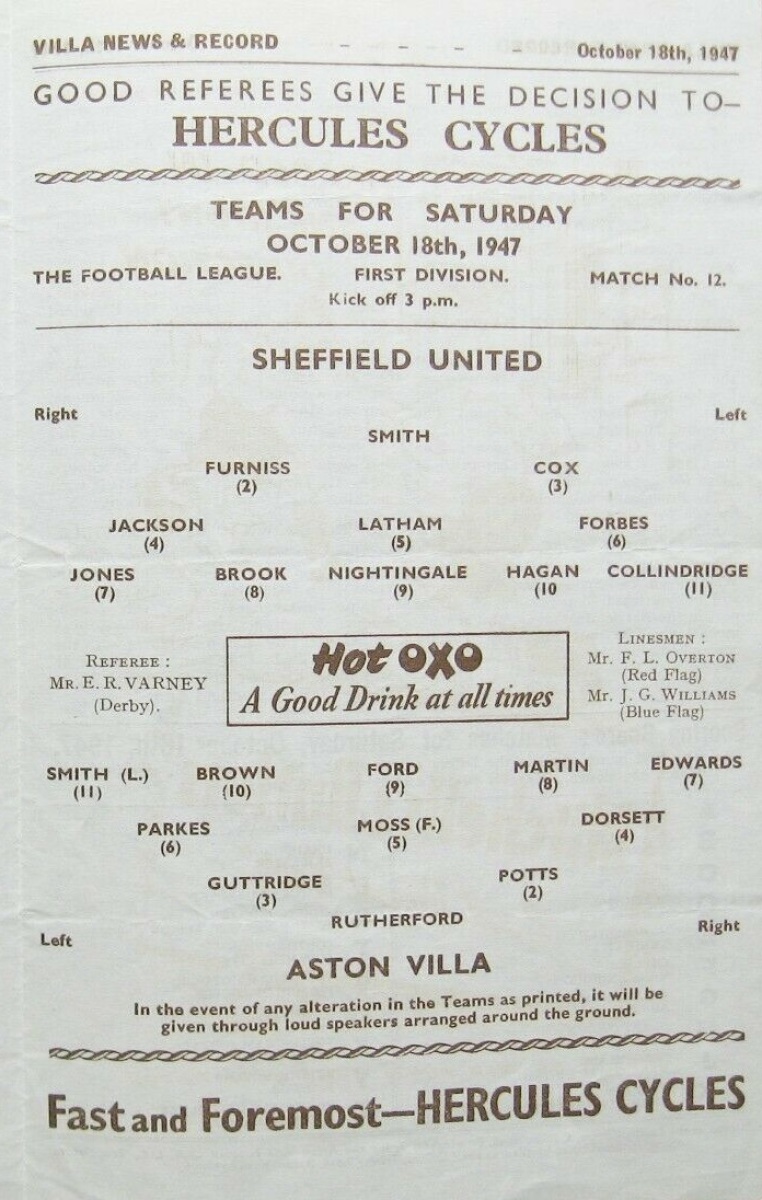 VILLA NEWS & RECORD - - - - October 18th, 1947
GOOD REFEREES GIVE THE DECISION TO—
HERCULES CYCLES
TEAMS FOR SATURDAY
OCTOBER 18th, 1947
THE FOOTBALL LEAGUE. FIRST DIVISION. MATCH No. 12.
Kick off 3 p.m.
SHEFFIELD UNITED
Right Left
SMITH
FURNISS COX
(2) (3)
JACKSON LATHAM FORBES
(4) (5) (6)
JONES BROOK NIGHTINGALE HAGAN COLLINDRIDGE
(7) (8) (9) (10 (11)
REFEREE :
MR. E. R. VARNEY
(Derby).
Hot OXO
A Good Drink at all times
LINESMEN :
Mr. F. L. OVERTON
(Red Flag)
Mr. J. G. WILLIAMS
(Blue Flag)
SMITH (L.) BROWN FORD MARTIN EDWARDS
(11) (10) (9) (8) (7)
PARKES MOSS (F.) DORSETT
(6) (5) (4)
GUTTRIDGE POTTS
(3) (2)
RUTHERFORD
Left Right
ASTON VILLA
In the event of any alteration in the Teams as printed, it will be
given through loud speakers arranged around the ground.
Fast and Foremost—HERCULES CYCLES